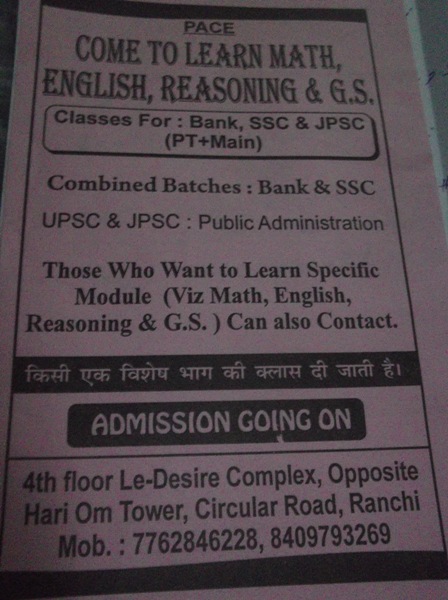 PACE
COME TO LEARN MATH,
ENGLISH, REASONING & G.S.
Classes For : Bank, SSC & JPSC
(PT+Main)
Combined Batches : Bank & SSC
UPSC & JPSC : Public Administration
Those Who Want to Learn Specific
Module (Viz Math, English,
Reasoning & G.S. ) Can also Contact.
किसी एक विशेष भाग की क्लास दी जाती है।
ADMISSION GOING ON
4th floor Le-Desire Complex, Opposite
Hari Om Tower, Circular Road, Ranchi
Mob. : 7762846228, 8409793269